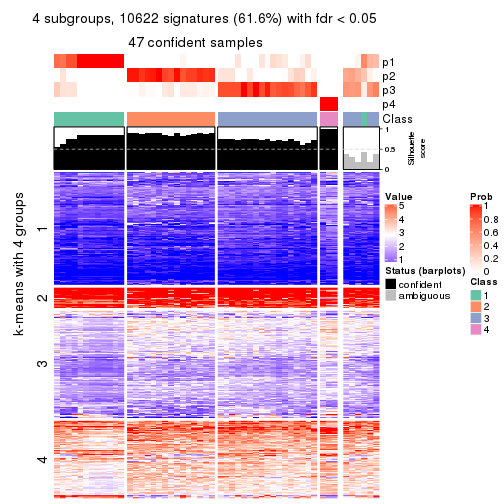 4 subgroups, 10622 signatures (61.6%) with fdr < 0.05
47 confident samples
p1
p2
p3
p4
Class
1
0.5
0
Silhouette
score
k-means with 4 groups
1
2
3
4
Value
5
4
3
2
1
Status (barplots)
confident
ambiguous
Prob
1
0.8
0.6
0.4
0.2
0
Class
1
2
3
4